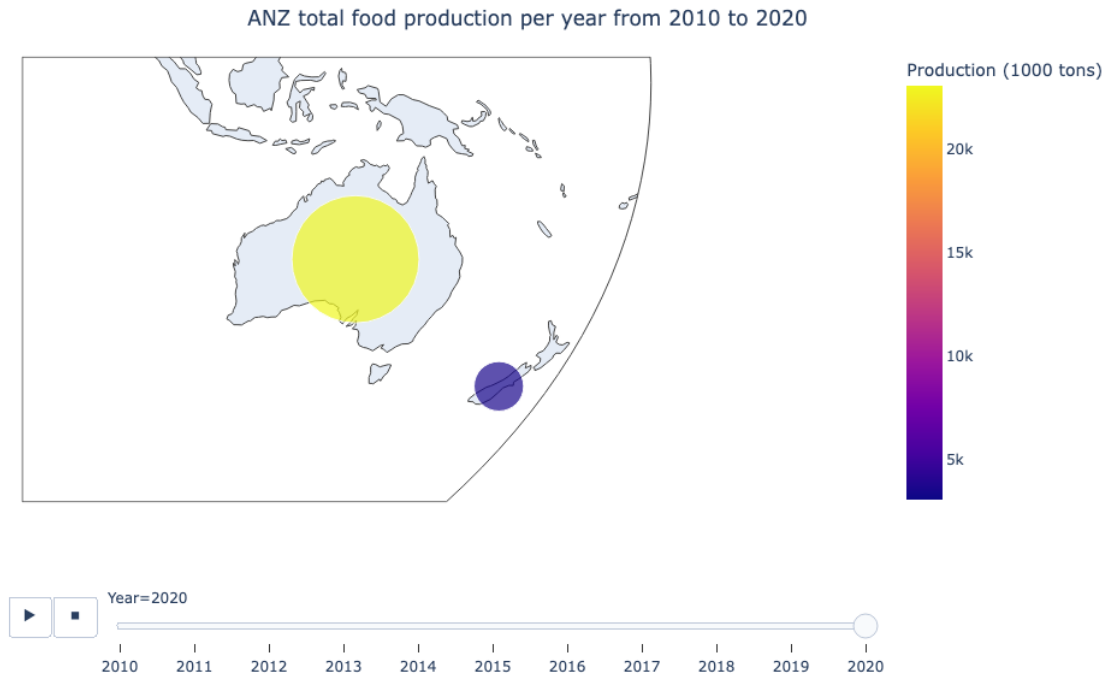 ANZ total food production per year from 2010 to 2020
Production (1000 tons)
20k
15k
10k
5k
Year=2020
2010 2011 2012 2013 2014 2015 2016 2017 2018 2019 2020